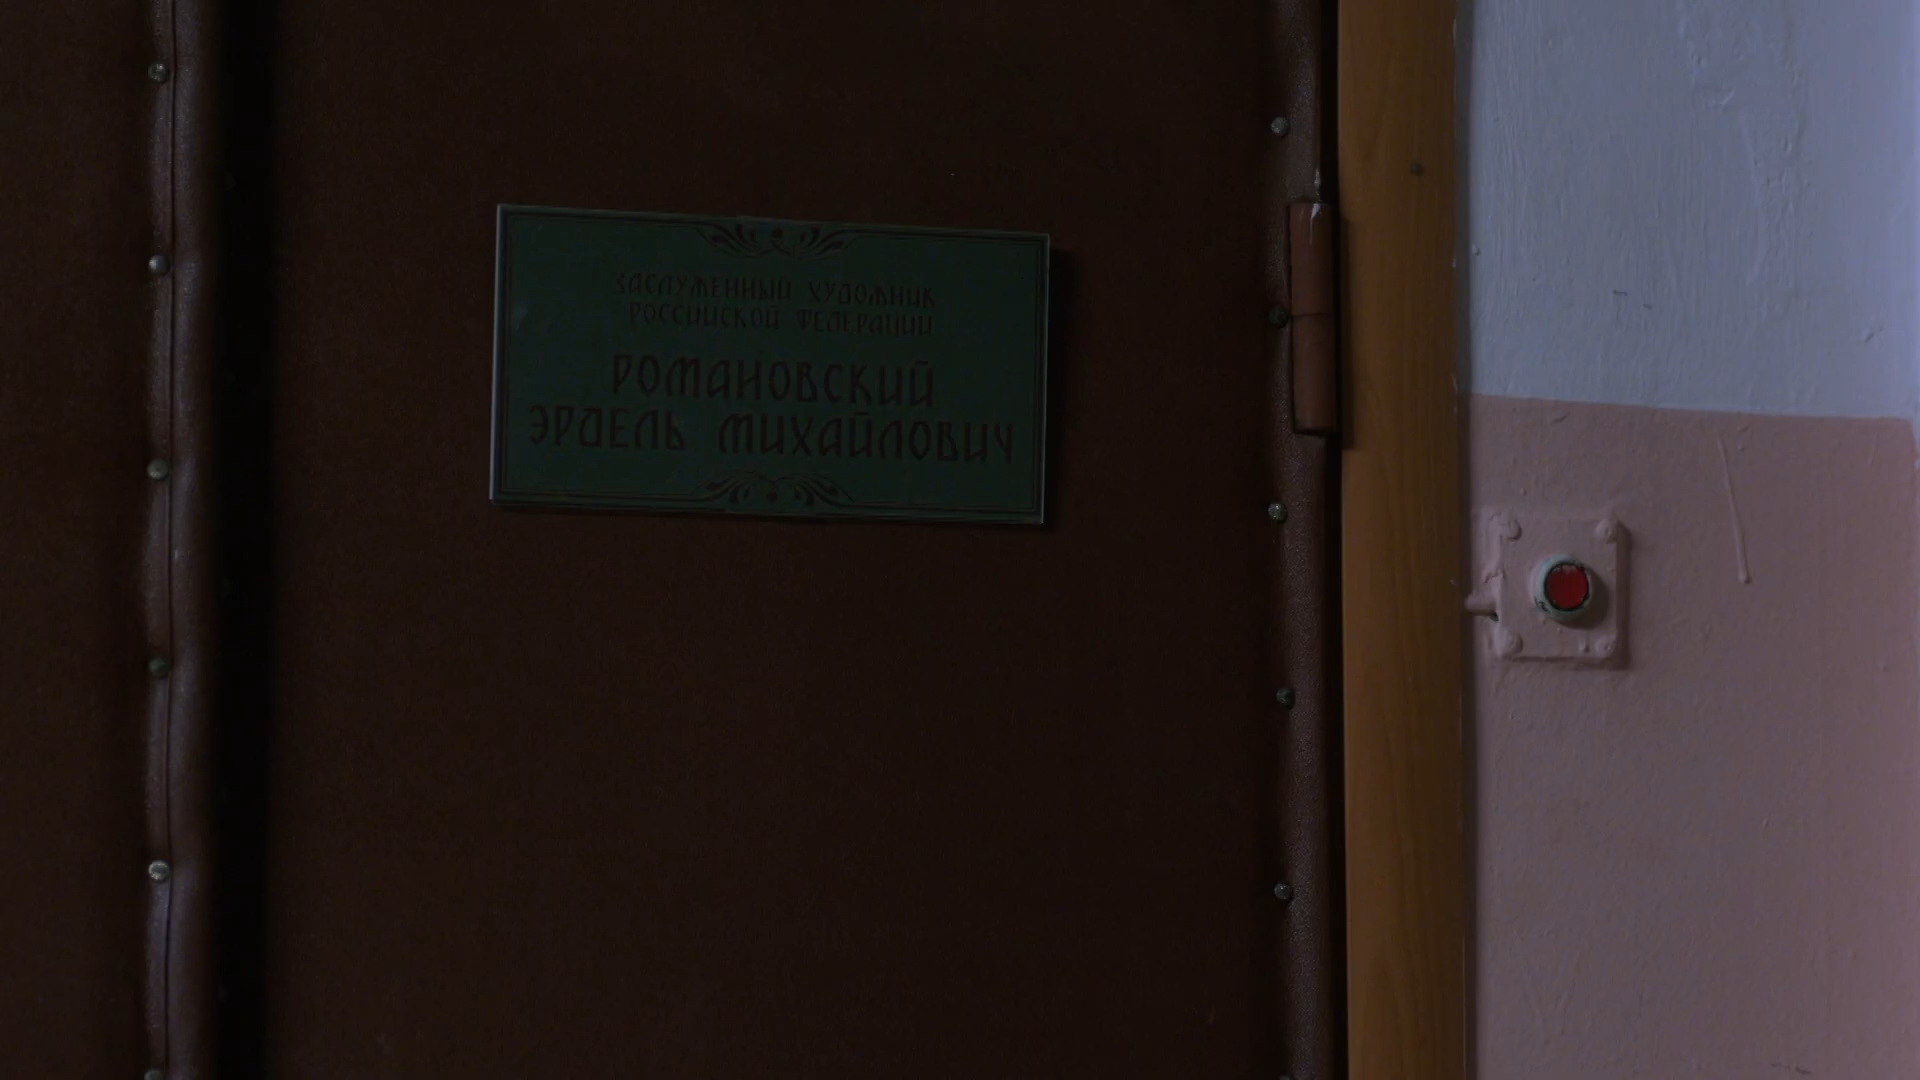 ЗАСЛУЖЕННЫЙ ХУДОЖНИК
РОССИЙСКОЙ ФЕДЕРАЦИИ
РОМАНОВСКИЙ
ЭРДЕЛЬ МИХАЙЛОВИЧ